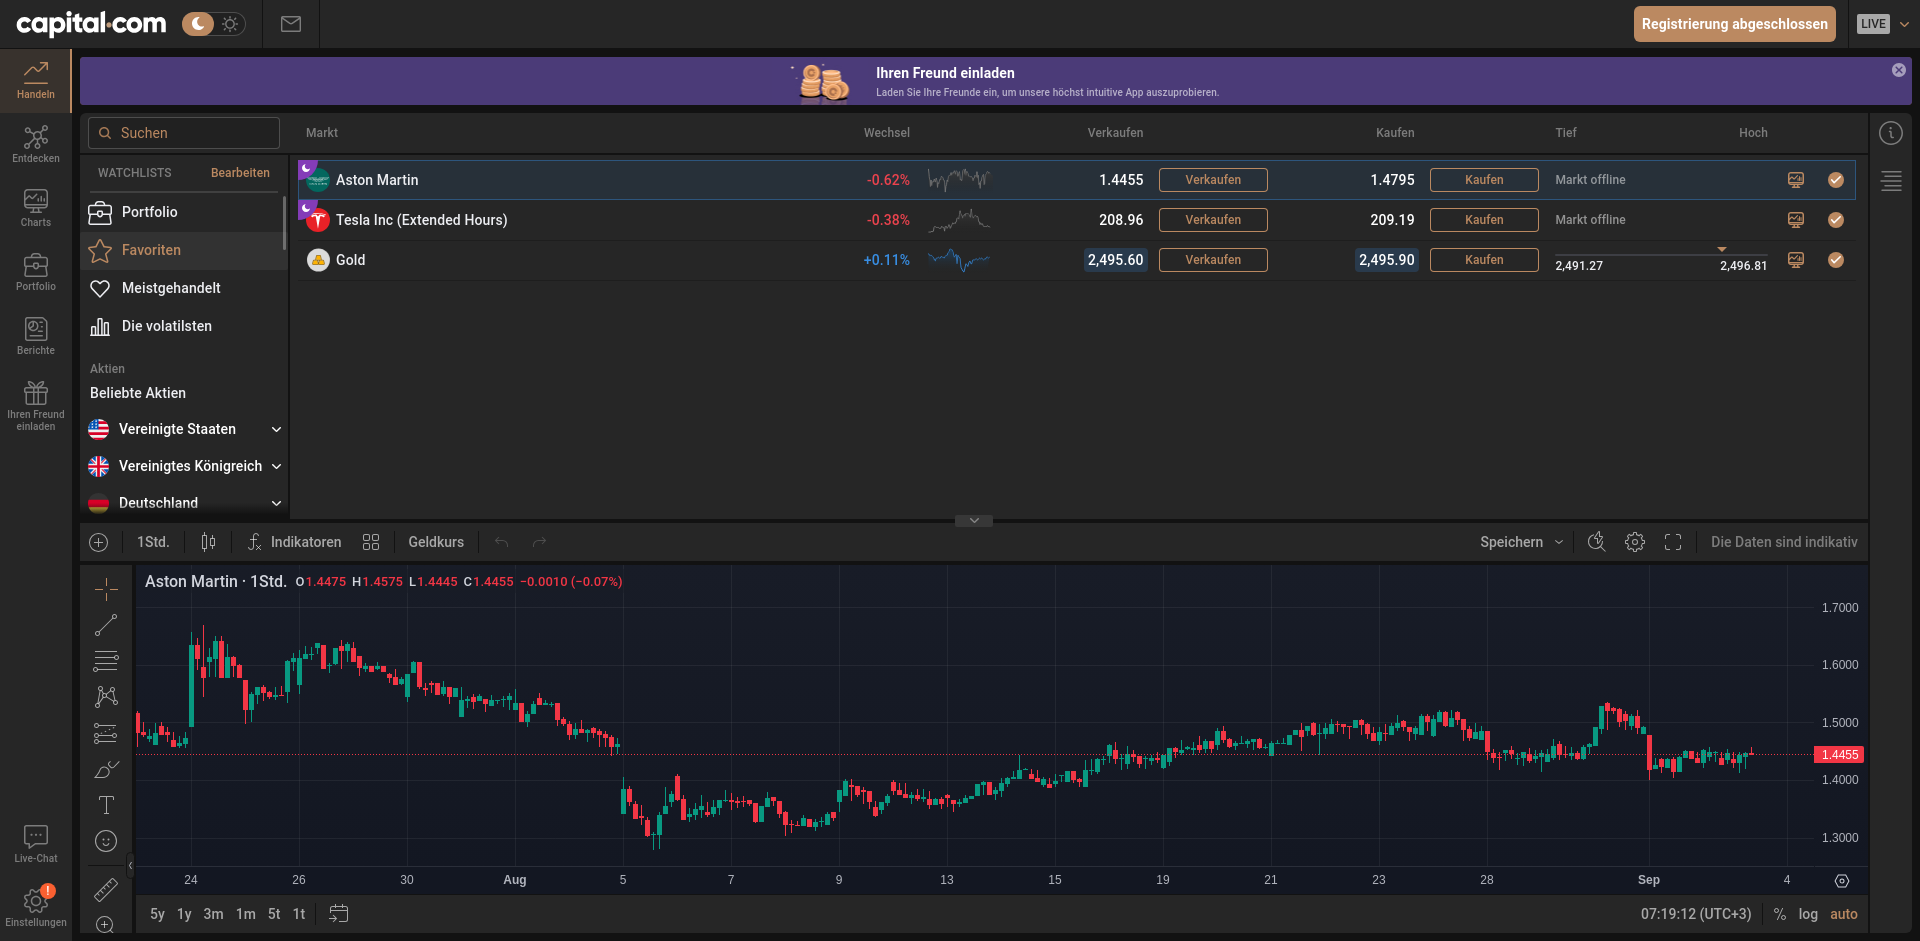 capital.com
Registrierung abgeschlossen
LIVE
Handeln
Entdecken
Charts
Portfolio
Berichte
Ihren Freund
einladen
Live-Chat
!
Einstellungen
Ihren Freund einladen
Laden Sie Ihre Freunde ein, um unsere höchst intuitive App auszuprobieren.
Suchen
WATCHLISTS Bearbeiten
Portfolio
Favoriten
Meistgehandelt
Die volatilsten
Aktien
Beliebte Aktien
Vereinigte Staaten
Vereinigtes Königreich
Deutschland
Markt Wechsel Verkaufen Kaufen Tief Hoch
Aston Martin -0.62% 1.4455 Verkaufen 1.4795 Kaufen Markt offline
Tesla Inc (Extended Hours) -0.38% 208.96 Verkaufen 209.19 Kaufen Markt offline
Gold +0.11% 2,495.60 Verkaufen 2,495.90 Kaufen 2,491.27 2,496.81
1Std. Indikatoren Geldkurs Speichern Die Daten sind indikativ
Aston Martin · 1Std. O1.4475 H1.4575 L1.4445 C1.4455 −0.0010 (−0.07%)
1.7000
1.6000
1.5000
1.4455
1.4000
1.3000
24 26 30 Aug 5 7 9 13 15 19 21 23 28 Sep 4
5y 1y 3m 1m 5t 1t 07:19:12 (UTC+3) % log auto